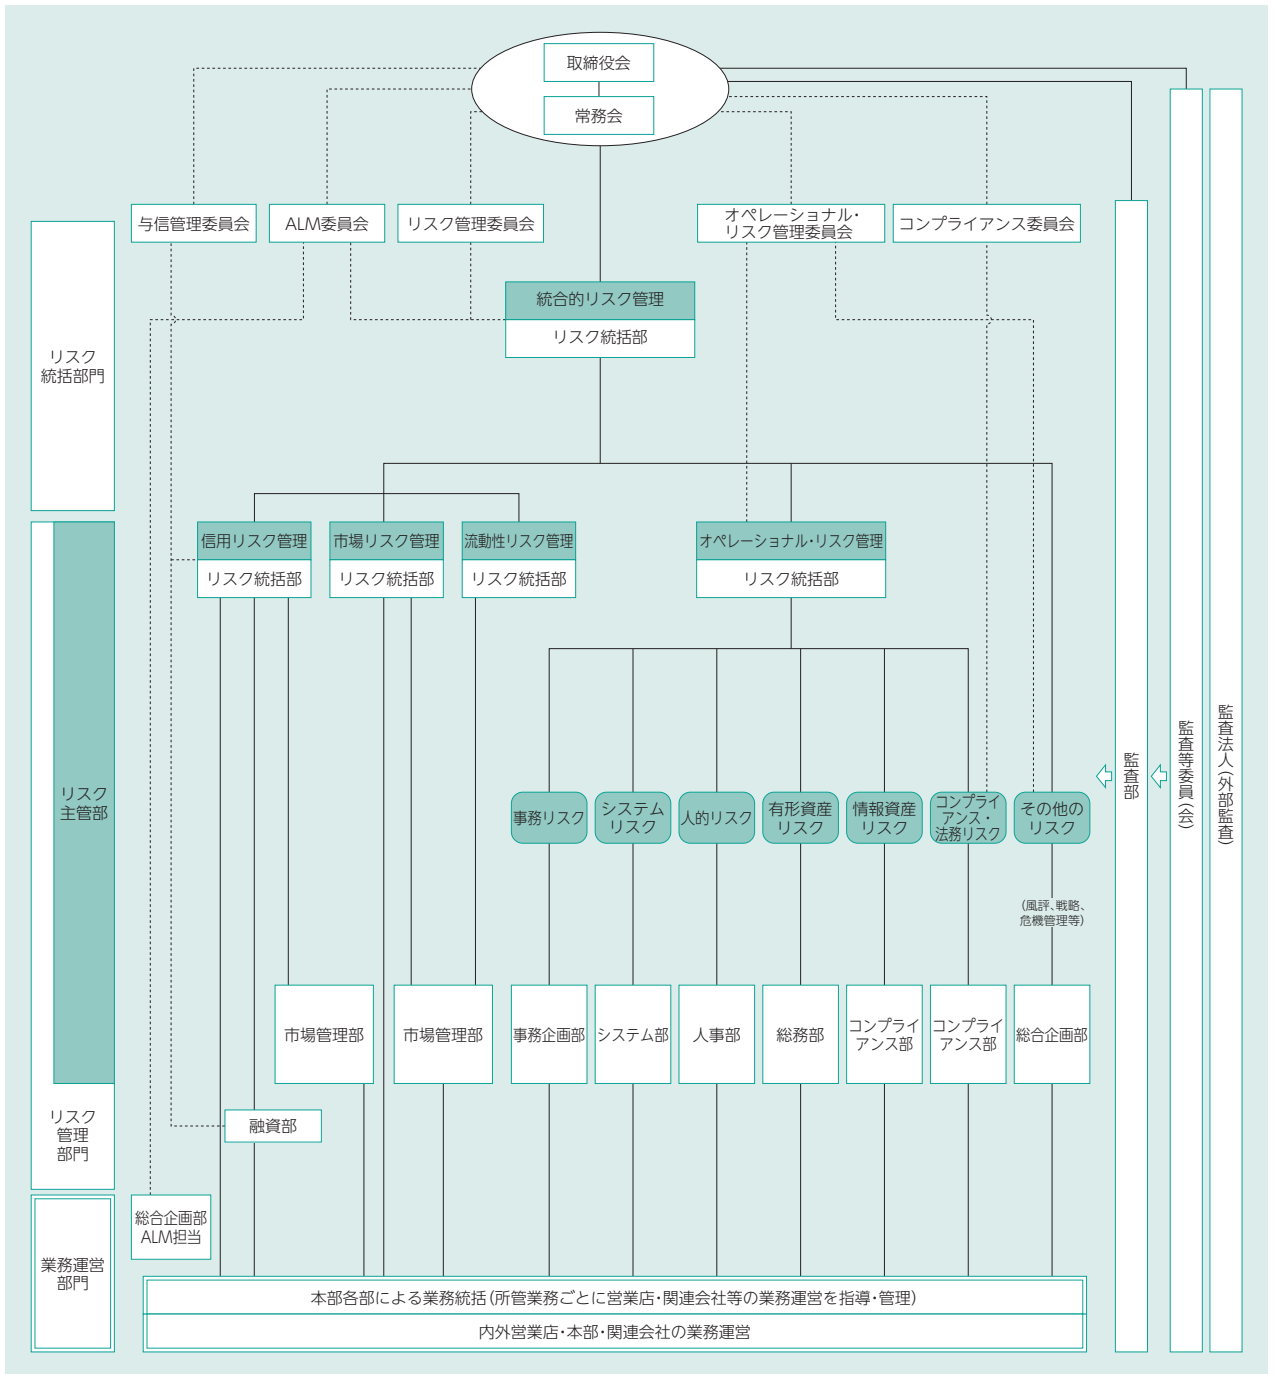 取締役会
常務会
与信管理委員会
ALM委員会
リスク管理委員会
オペレーショナル・
リスク管理委員会
コンプライアンス委員会
統合的リスク管理
リスク統括部
リスク
統括部門
信用リスク管理
リスク統括部
市場リスク管理
リスク統括部
流動性リスク管理
リスク統括部
オペレーショナル・リスク管理
リスク統括部
リスク
主管部
事務リスク
システム
リスク
人的リスク
有形資産
リスク
情報資産
リスク
コンプライ
アンス・
法務リスク
その他の
リスク
(風評、戦略、
危機管理等)
監査部
監査等委員(会)
監査法人(外部監査)
市場管理部
市場管理部
事務企画部
システム部
人事部
総務部
コンプライ
アンス部
コンプライ
アンス部
総合企画部
リスク
管理
部門
融資部
総合企画部
ALM担当
業務運営
部門
本部各部による業務統括(所管業務ごとに営業店・関連会社等の業務運営を指導・管理)
内外営業店・本部・関連会社の業務運営